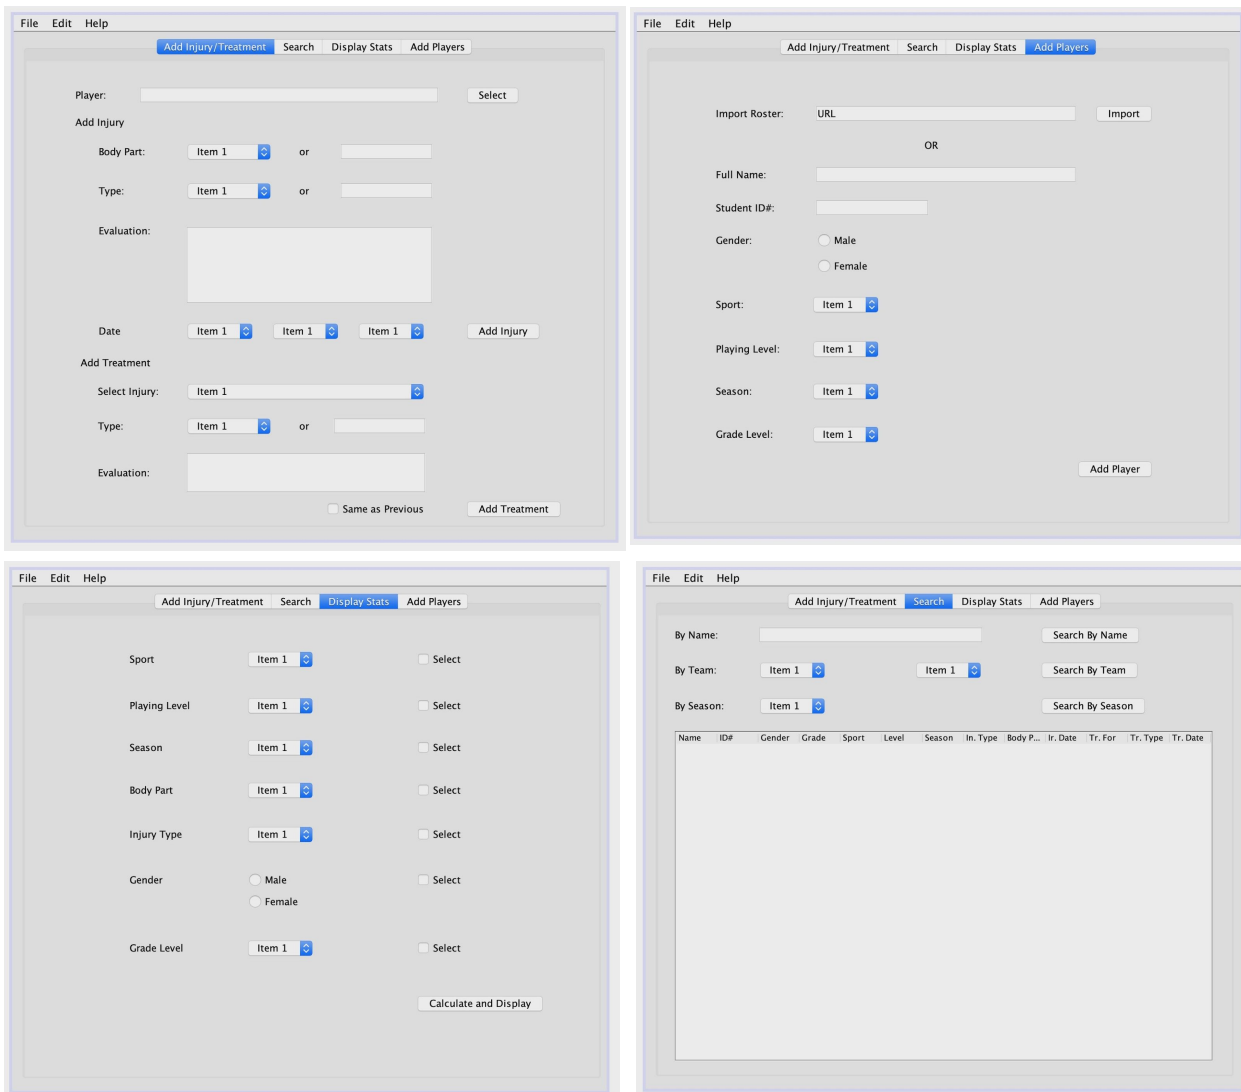 File Edit Help
Add Injury/Treatment Search Display Stats Add Players
Player: Select
Add Injury
Body Part: Item 1 or
Type: Item 1 or
Evaluation:
Date Item 1 Item 1 Item 1 Add Injury
Add Treatment
Select Injury: Item 1
Type: Item 1 or
Evaluation:
Same as Previous Add Treatment
File Edit Help
Add Injury/Treatment Search Display Stats Add Players
Import Roster: URL Import
OR
Full Name:
Student ID#:
Gender: Male
Female
Sport: Item 1
Playing Level: Item 1
Season: Item 1
Grade Level: Item 1
Add Player
File Edit Help
Add Injury/Treatment Search Display Stats Add Players
Sport Item 1 Select
Playing Level Item 1 Select
Season Item 1 Select
Body Part Item 1 Select
Injury Type Item 1 Select
Gender Male Select
Female
Grade Level Item 1 Select
Calculate and Display
File Edit Help
Add Injury/Treatment Search Display Stats Add Players
By Name: Search By Name
By Team: Item 1 Item 1 Search By Team
By Season: Item 1 Search By Season
Name ID# Gender Grade Sport Level Season In. Type Body P... Ir. Date Tr. For Tr. Type Tr. Date